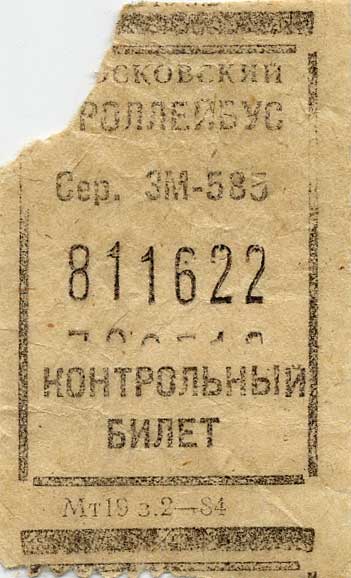 осковский
РОЛЛЕЙБУС
Сер. ЗМ-585
811622
КОНТРОЛЬНЫЙ
БИЛЕТ
Мт19 з.2—84